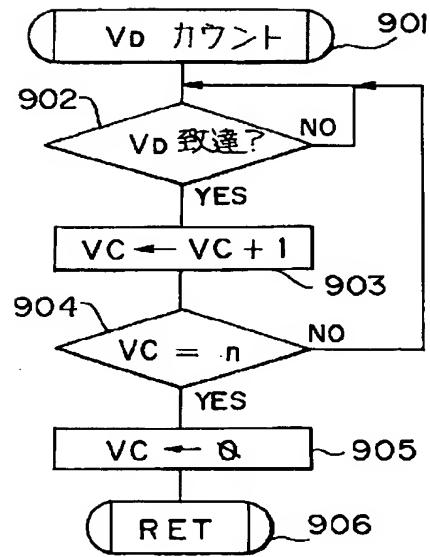 VD カウント
901
902
VD 致達?
NO
YES
VC ← VC + 1
903
904
VC = n
NO
YES
VC ← 0
905
RET
906